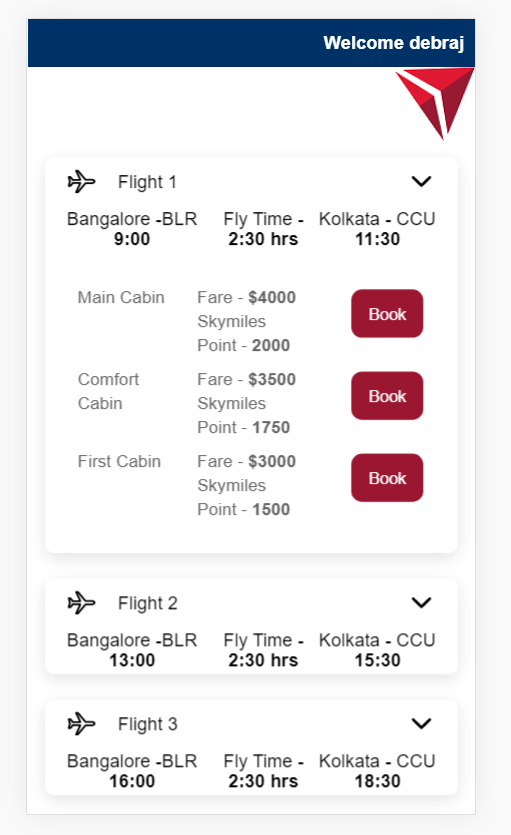 Welcome debraj
Flight 1
Bangalore -BLR Fly Time - Kolkata - CCU
9:00 2:30 hrs 11:30
Main Cabin Fare - $4000 Book
Skymiles
Point - 2000
Comfort Fare - $3500 Book
Cabin Skymiles
Point - 1750
First Cabin Fare - $3000 Book
Skymiles
Point - 1500
Flight 2
Bangalore -BLR Fly Time - Kolkata - CCU
13:00 2:30 hrs 15:30
Flight 3
Bangalore -BLR Fly Time - Kolkata - CCU
16:00 2:30 hrs 18:30